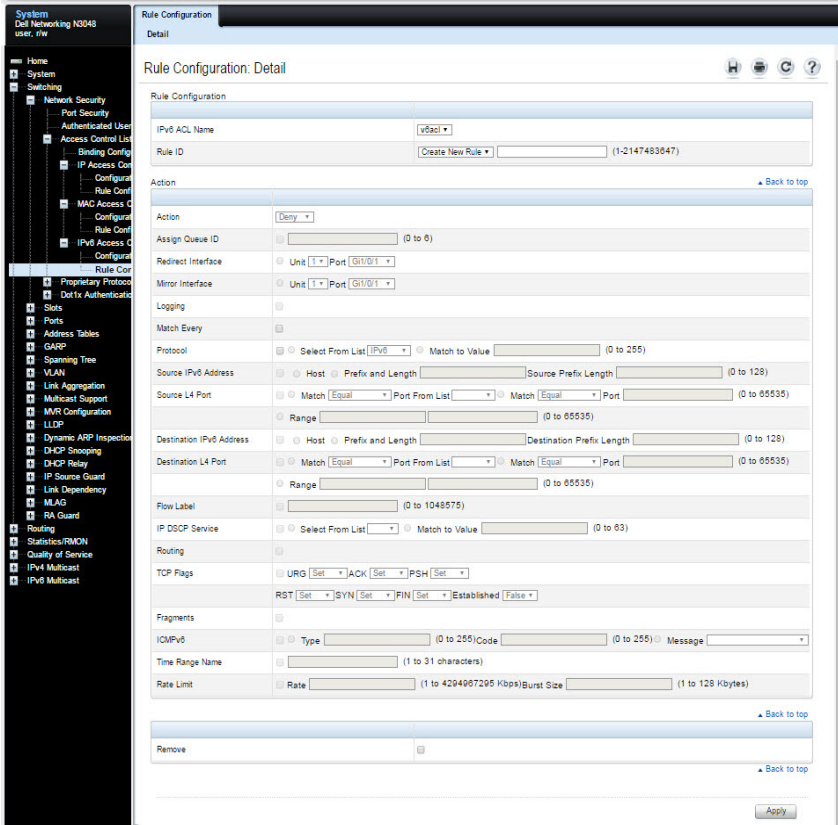 System
Dell Networking N3048
user, r/w
Home
System
Switching
Network Security
Port Security
Authenticated User
Access Control List
Binding Config
IP Access Con
Configurat
Rule Confi
MAC Access C
Configurat
Rule Confi
IPv6 Access C
Configurat
Rule Cor
Proprietary Protoco
Dot1x Authenticatic
Slots
Ports
Address Tables
GARP
Spanning Tree
VLAN
Link Aggregation
Multicast Support
MVR Configuration
LLDP
Dynamic ARP Inspection
DHCP Snooping
DHCP Relay
IP Source Guard
Link Dependency
MLAG
RA Guard
Routing
Statistics/RMON
Quality of Service
IPv4 Multicast
IPv6 Multicast
Rule Configuration
Detail
Rule Configuration: Detail
Rule Configuration
IPv6 ACL Name v6acl
Rule ID Create New Rule (1-2147483647)
Action Back to top
Action Deny
Assign Queue ID (0 to 6)
Redirect Interface Unit 1 Port Gi1/0/1
Mirror Interface Unit 1 Port Gi1/0/1
Logging
Match Every
Protocol Select From List IPv6 Match to Value (0 to 255)
Source IPv6 Address Host Prefix and Length Source Prefix Length (0 to 128)
Source L4 Port Match Equal Port From List Match Equal Port (0 to 65535)
Range (0 to 65535)
Destination IPv6 Address Host Prefix and Length Destination Prefix Length (0 to 128)
Destination L4 Port Match Equal Port From List Match Equal Port (0 to 65535)
Range (0 to 65535)
Flow Label (0 to 1048575)
IP DSCP Service Select From List Match to Value (0 to 63)
Routing
TCP Flags URG Set ACK Set PSH Set
RST Set SYN Set FIN Set Established False
Fragments
ICMPv6 Type (0 to 255) Code (0 to 255) Message
Time Range Name (1 to 31 characters)
Rate Limit Rate (1 to 4294967295 Kbps) Burst Size (1 to 128 Kbytes)
Back to top
Remove
Back to top
Apply